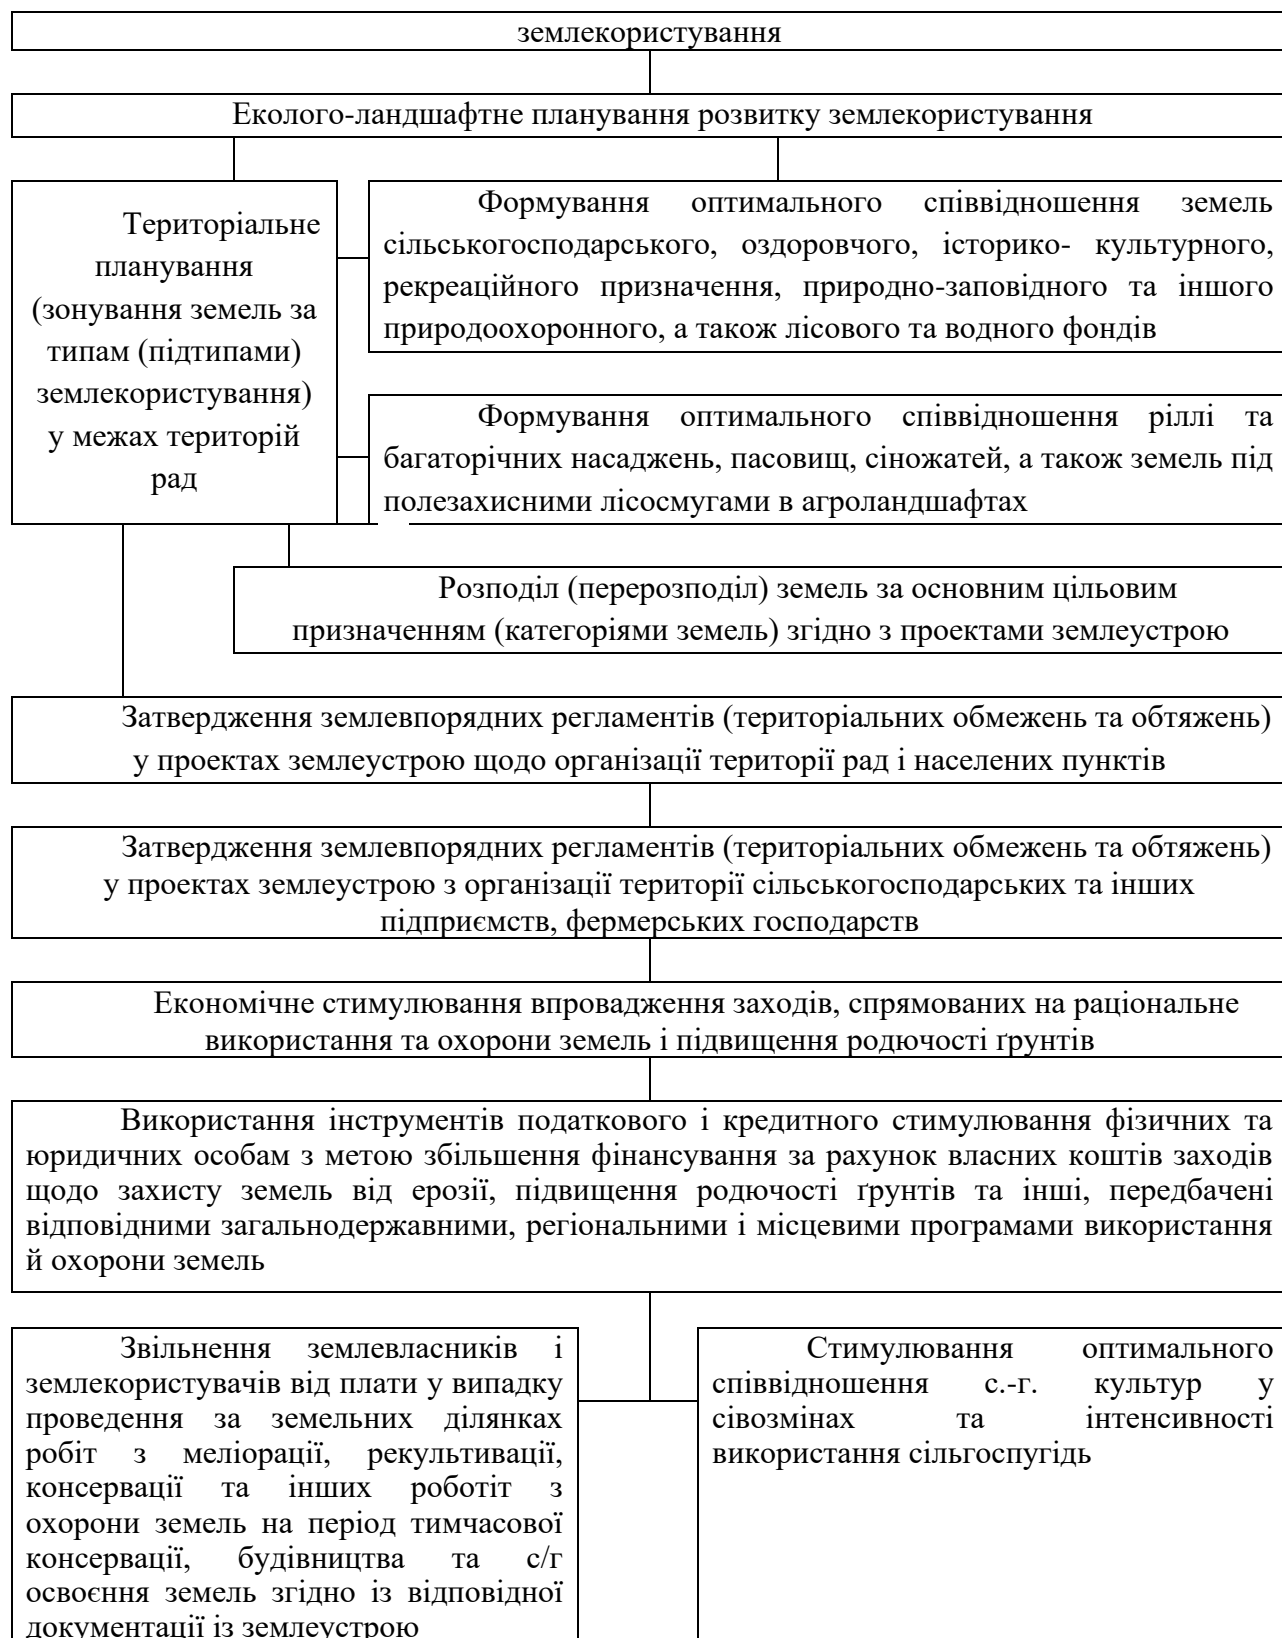 землекористування
Еколого-ландшафтне планування розвитку землекористування
Територіальне
планування
(зонування земель за
типам (підтипами)
землекористування)
у межах територій
рад
Формування оптимального співвідношення земель
сільськогосподарського, оздоровчого, історико- культурного,
рекреаційного призначення, природно-заповідного та іншого
природоохоронного, а також лісового та водного фондів
Формування оптимального співвідношення ріллі та
багаторічних насаджень, пасовищ, сіножатей, а також земель під
полезахисними лісосмугами в агроландшафтах
Розподіл (перерозподіл) земель за основним цільовим
призначенням (категоріями земель) згідно з проектами землеустрою
Затвердження землевпорядних регламентів (територіальних обмежень та обтяжень)
у проектах землеустрою щодо організації території рад і населених пунктів
Затвердження землевпорядних регламентів (територіальних обмежень та обтяжень)
у проектах землеустрою з організації території сільськогосподарських та інших
підприємств, фермерських господарств
Економічне стимулювання впровадження заходів, спрямованих на раціональне
використання та охорони земель і підвищення родючості ґрунтів
Використання інструментів податкового і кредитного стимулювання фізичних та
юридичних особам з метою збільшення фінансування за рахунок власних коштів заходів
щодо захисту земель від ерозії, підвищення родючості ґрунтів та інші, передбачені
відповідними загальнодержавними, регіональними і місцевими програмами використання
й охорони земель
Звільнення землевласників і
землекористувачів від плати у випадку
проведення за земельних ділянках
робіт з меліорації, рекультивації,
консервації та інших роботіт з
охорони земель на період тимчасової
консервації, будівництва та с/г
освоєння земель згідно із відповідної
документації із землеустрою
Стимулювання оптимального
співвідношення с.-г. культур у
сівозмінах та інтенсивності
використання сільгоспугідь